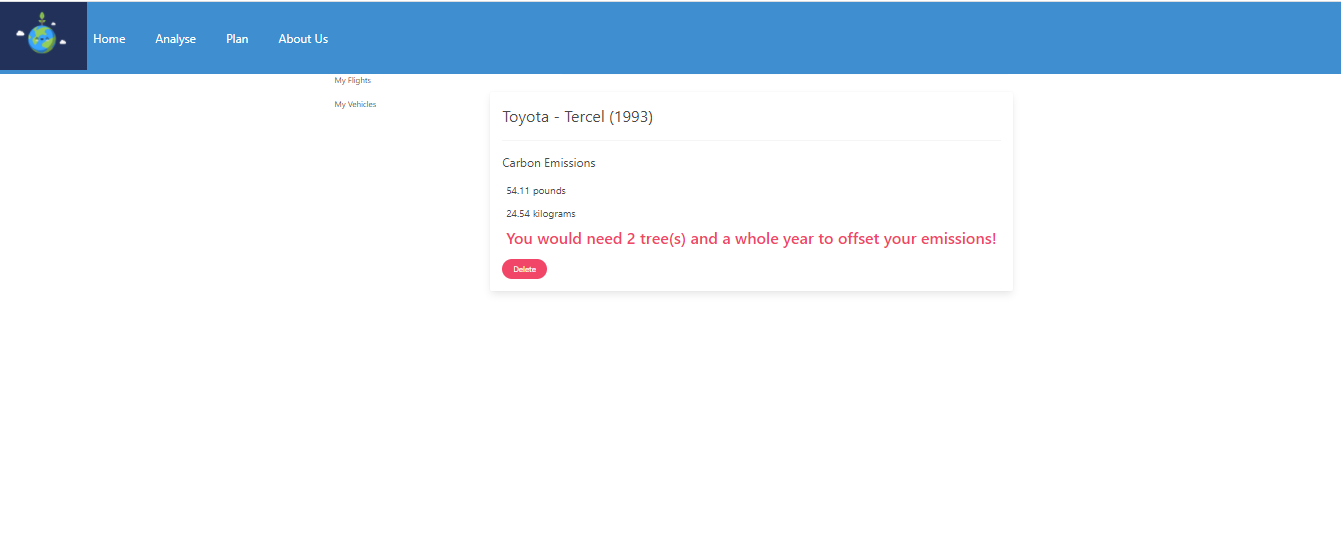 Home Analyse Plan About Us
My Flights
My Vehicles
Toyota - Tercel (1993)
Carbon Emissions
54.11 pounds
24.54 kilograms
You would need 2 tree(s) and a whole year to offset your emissions!
Delete